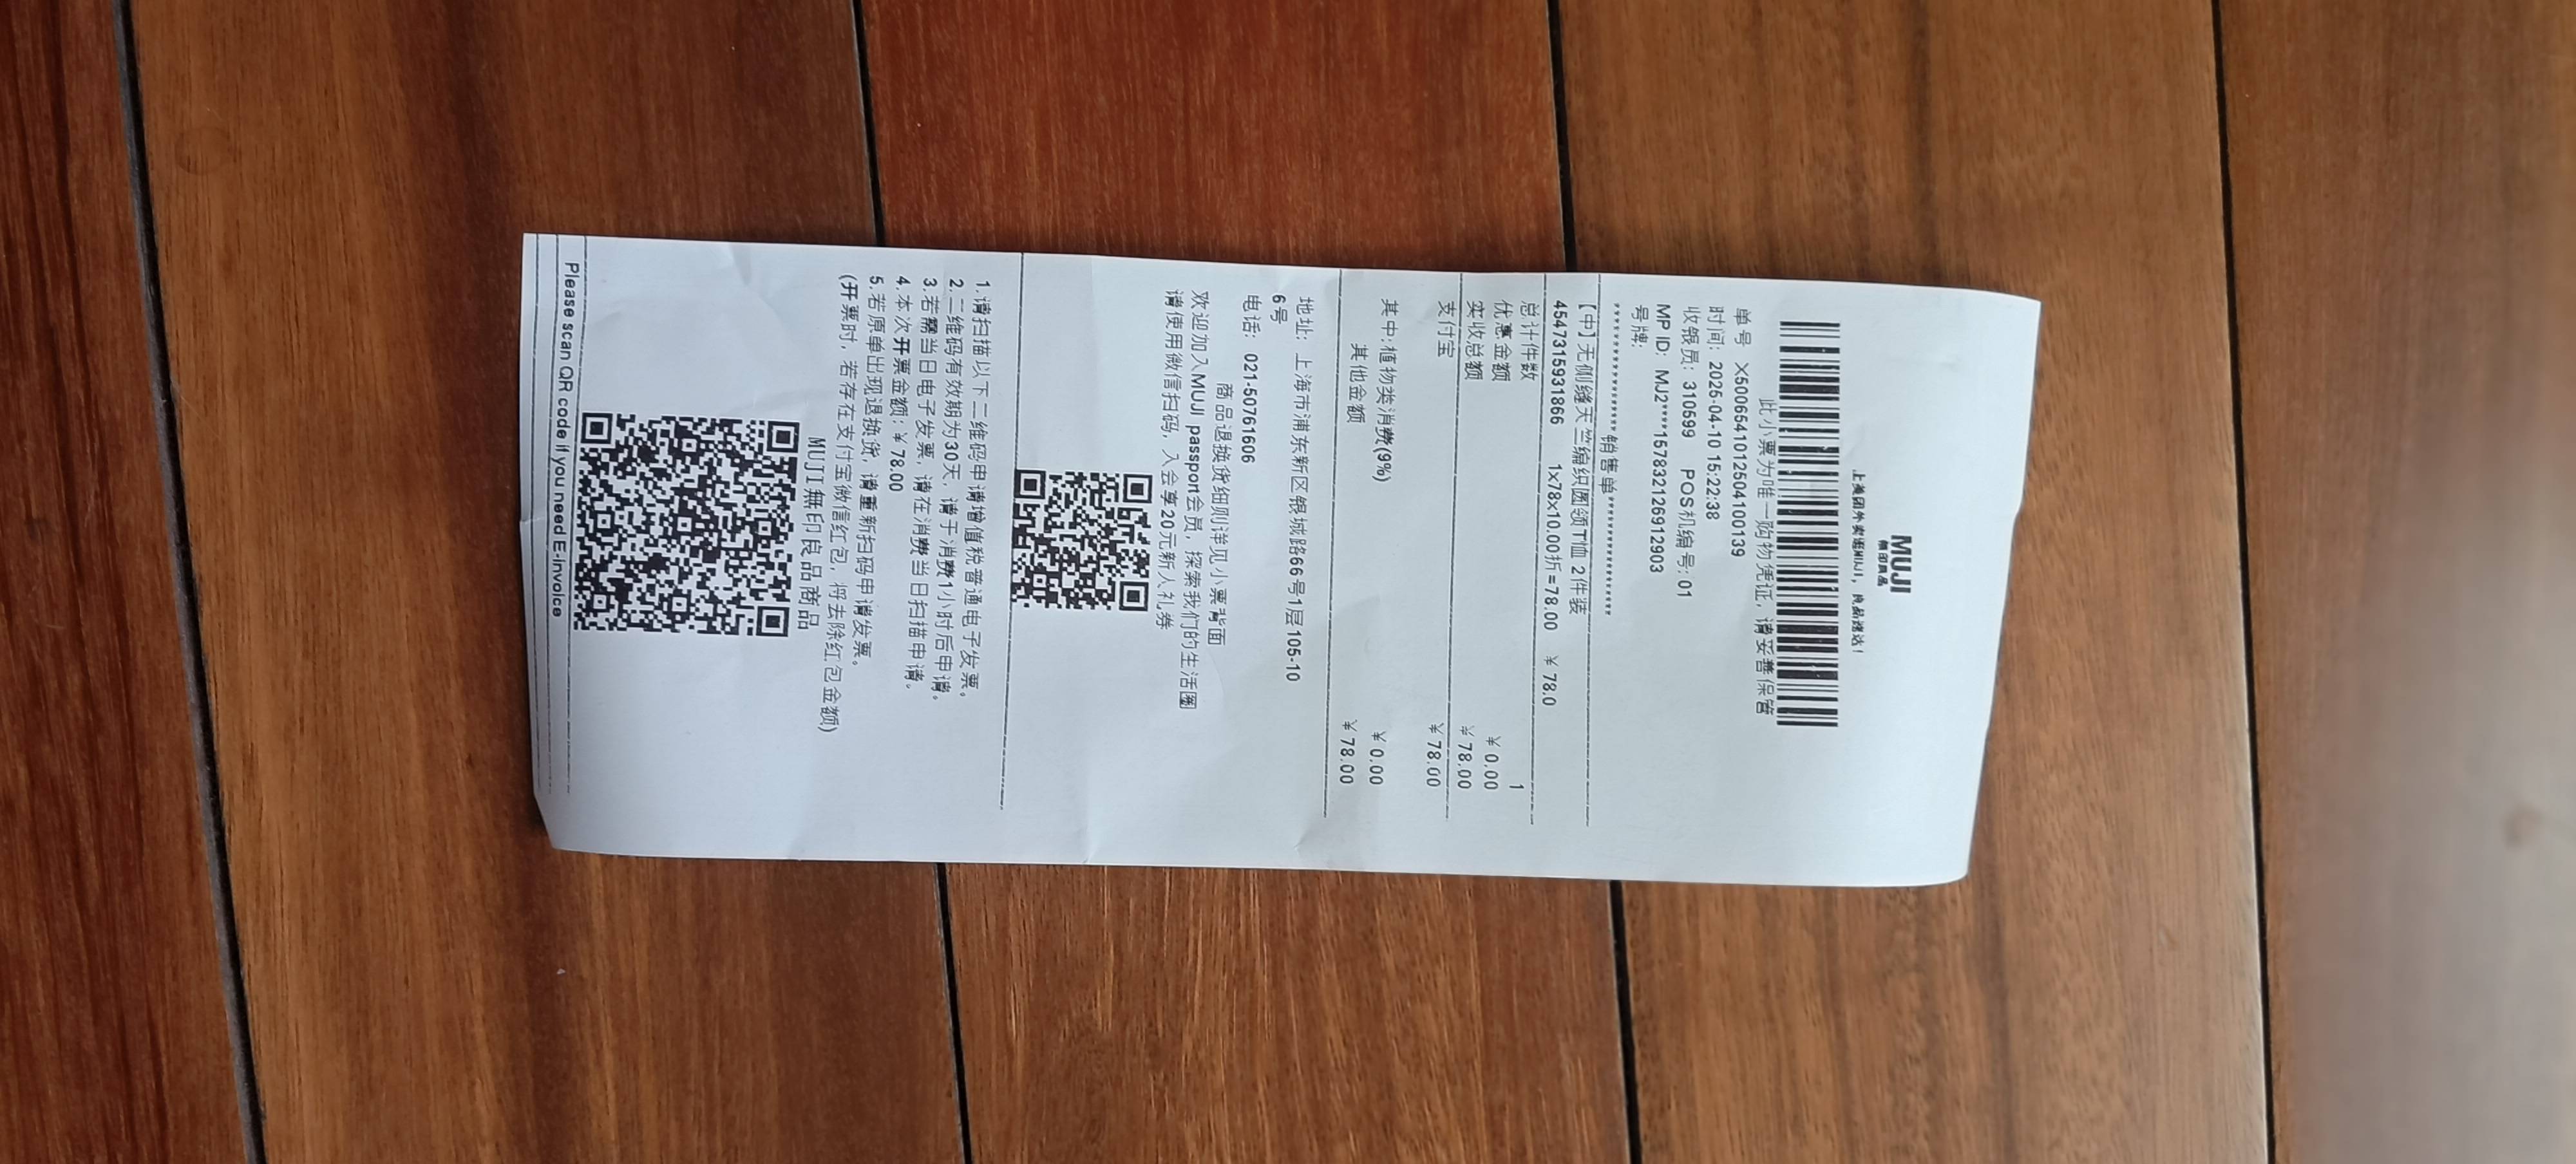 MUJI
無印良品
上美团外卖逛MUJI，良品速达！
此小票为唯一购物凭证，请妥善保管
单号 X5006541012504100139
时间: 2025-04-10 15:22:38
收银员: 310599 POS机编号: 01
MP ID: MJ2****157832126912903
号牌:
****************销售单****************
【中】无侧缝天竺编织圆领T恤 2件装
4547315931866 1x78x10.00折=78.00 ¥ 78.0
总计件数 1
优惠金额 ¥ 0.00
实收总额 ¥ 78.00
支付宝 ¥ 78.00
其中: 植物类消费(9%) ¥ 0.00
其他金额 ¥ 78.00
地址: 上海市浦东新区银城路66号1层105-10
6号
电话: 021-50761606
商品退换货细则详见小票背面
欢迎加入MUJI passport会员，探索我们的生活圈
请使用微信扫码，入会享20元新人礼券
1. 请扫描以下二维码申请增值税普通电子发票。
2. 二维码有效期为30天，请于消费1小时后申请。
3. 若需当日电子发票，请在消费当日扫描申请。
4. 本次开票金额: ¥ 78.00
5. 若原单出现退换货，请重新扫码申请发票。
(开票时，若存在支付宝微信红包，将去除红包金额)
MUJI無印良品商品
Please scan QR code if you need E-invoice